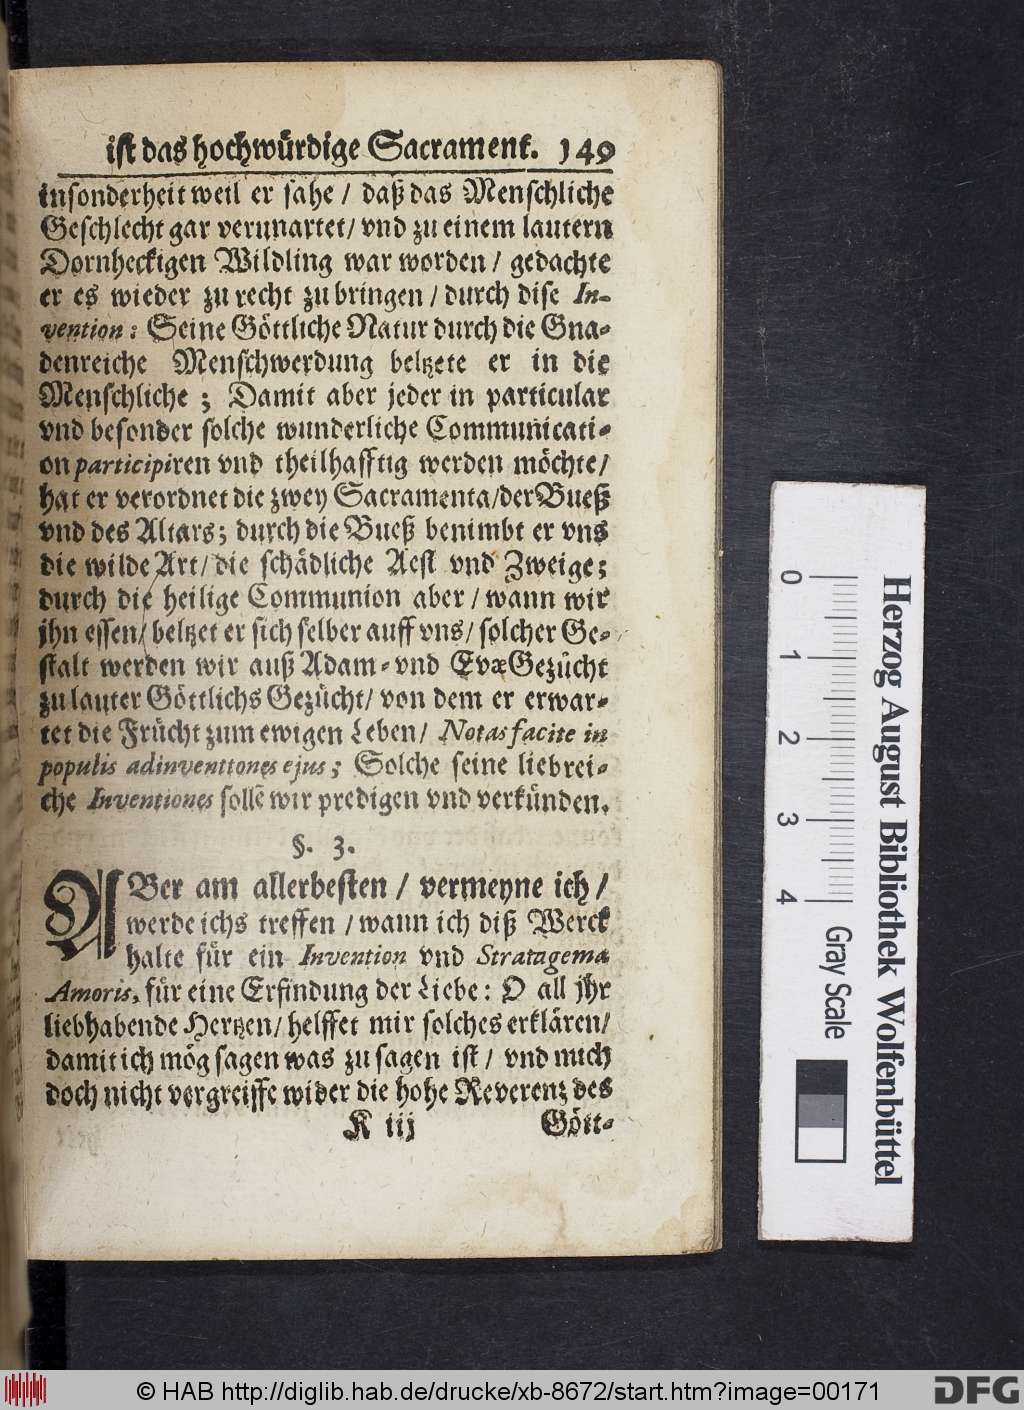 ist das hochwürdige Sacrament. 149
insonderheit weil er sahe / daß das Menschliche
Geschlecht gar verunartet / vnd zu einem lautern
Dornheckigen Wildling war worden / gedachte
er es wieder zu recht zu bringen / durch dise In-
vention: Seine Göttliche Natur durch die Gna-
denreiche Menschwerdung beltzete er in die
Menschliche; Damit aber jeder in particular
vnd besonder solche wunderliche Communicati-
on participiren vnd theilhafftig werden möchte /
hat er verordnet die zwey Sacramenta / der Bueß
vnd des Altars; durch die Bueß benimbt er vns
die wilde Art / die schädliche Aest vnd Zweige;
durch die heilige Communion aber / wann wir
jhn essen / beltzet er sich selber auff vns / solcher Ge-
stalt werden wir auß Adam- vnd Evæ Gezücht
zu lauter Göttlichs Gezücht / von dem er erwar-
tet die Frücht zum ewigen Leben / Notas facite in
populis adinventiones ejus; Solche seine liebrei-
che Inventiones sollẽ wir predigen vnd verkünden.
§. 3.
ABer am allerbesten / vermeyne ich /
werde ichs treffen / wann ich diß Werck
halte für ein Invention vnd Stratagema
Amoris, für eine Erfindung der Liebe: O all jhr
liebhabende Hertzen / helffet mir solches erklären /
damit ich mög sagen was zu sagen ist / vnd mich
doch nicht vergreiffe wider die hohe Reverenz des
K iij Gött-
0 1 2 3 4
Gray Scale
Herzog August Bibliothek Wolfenbüttel
© HAB http://diglib.hab.de/drucke/xb-8672/start.htm?image=00171
DFG